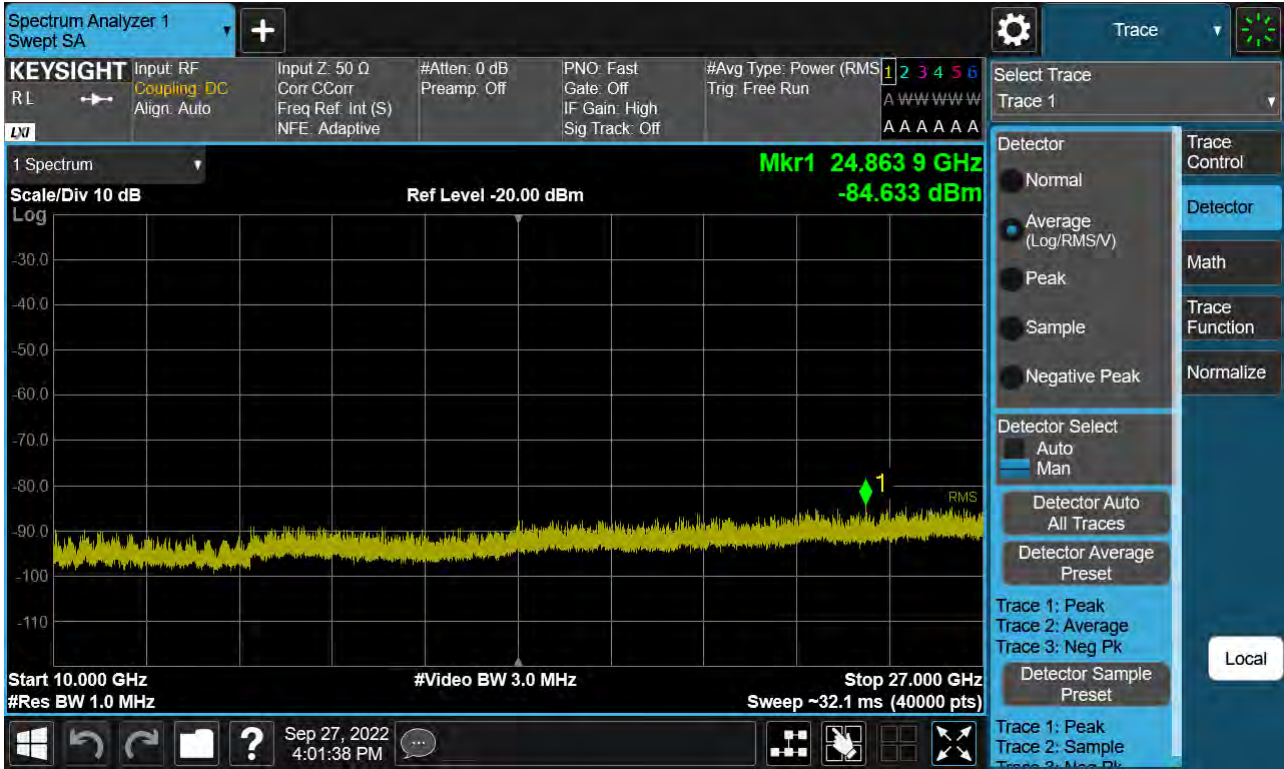 Spectrum Analyzer 1
Swept SA
Trace
KEYSIGHT
R L
LXI
Input: RF
Coupling: DC
Align: Auto
Input Z: 50 Ω
Corr CCorr
Freq Ref: Int (S)
NFE: Adaptive
#Atten: 0 dB
Preamp: Off
PNO: Fast
Gate: Off
IF Gain: High
Sig Track: Off
#Avg Type: Power (RMS
Trig: Free Run
1 2 3 4 5 6
A W W W W W
A A A A A A
Select Trace
Trace 1
1 Spectrum
Scale/Div 10 dB
Ref Level -20.00 dBm
Mkr1 24.863 9 GHz
-84.633 dBm
Log
-30.0
-40.0
-50.0
-60.0
-70.0
-80.0
-90.0
-100
-110
1
RMS
Start 10.000 GHz
#Res BW 1.0 MHz
#Video BW 3.0 MHz
Stop 27.000 GHz
Sweep ~32.1 ms (40000 pts)
Detector
Normal
Average
(Log/RMS/V)
Peak
Sample
Negative Peak
Detector Select
Auto
Man
Detector Auto
All Traces
Detector Average
Preset
Trace 1: Peak
Trace 2: Average
Trace 3: Neg Pk
Detector Sample
Preset
Trace 1: Peak
Trace 2: Sample
Trace 3: Neg Pk
Trace
Control
Detector
Math
Trace
Function
Normalize
Local
?
Sep 27, 2022
4:01:38 PM